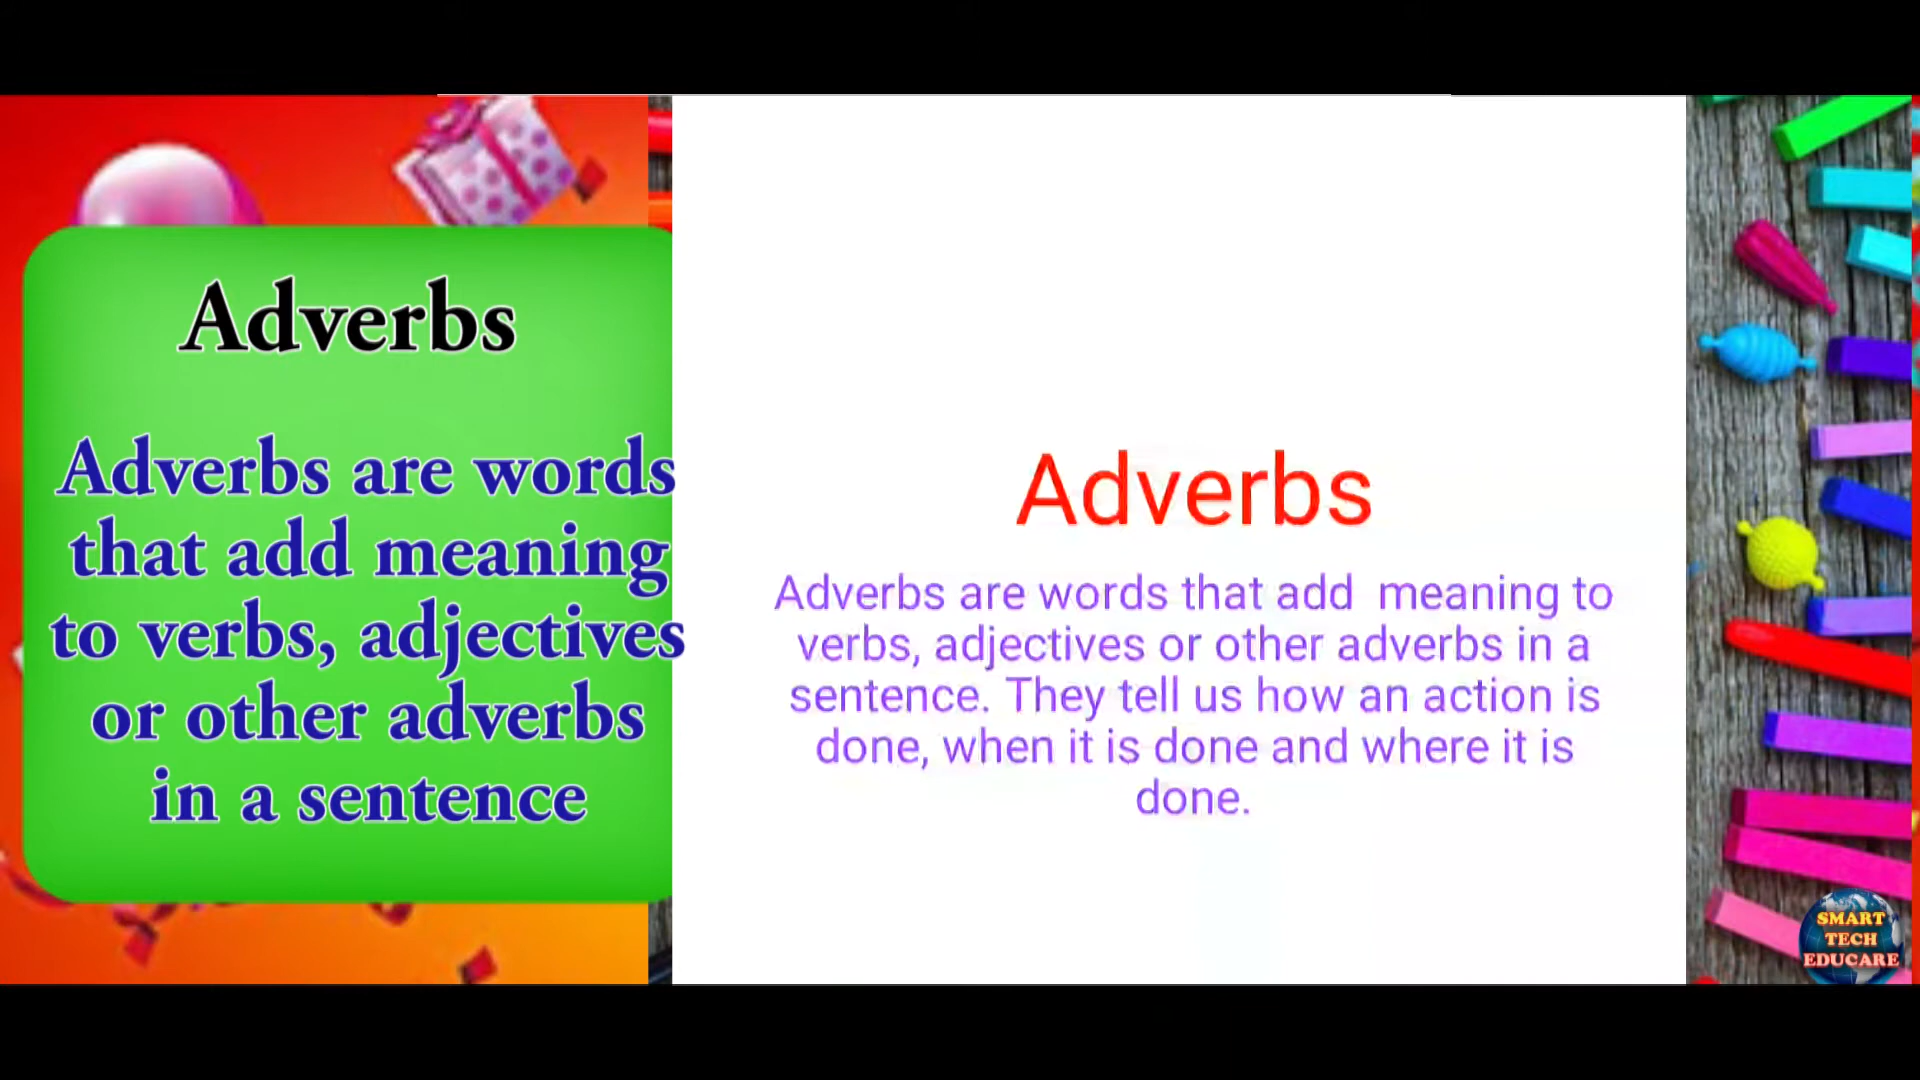 Adverbs
Adverbs are words
that add meaning
to verbs, adjectives
or other adverbs
in a sentence
Adverbs
Adverbs are words that add meaning to
verbs, adjectives or other adverbs in a
sentence. They tell us how an action is
done, when it is done and where it is
done.
SMART
TECH
EDUCARE